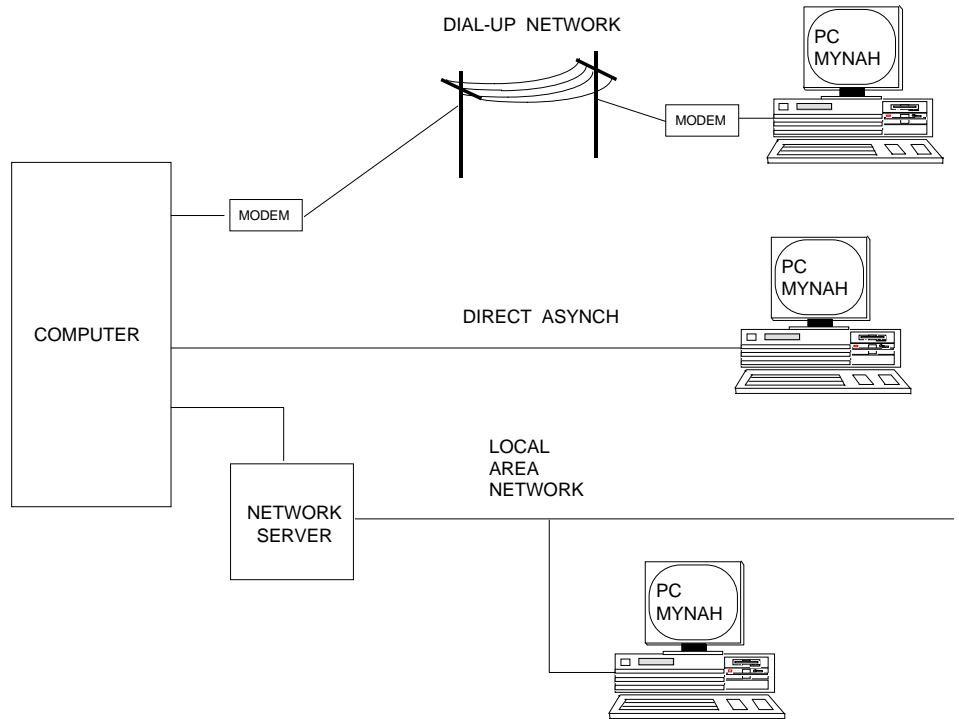 DIAL-UP NETWORK
PC
MYNAH
MODEM
MODEM
PC
MYNAH
DIRECT ASYNCH
COMPUTER
LOCAL
AREA
NETWORK
NETWORK
SERVER
PC
MYNAH